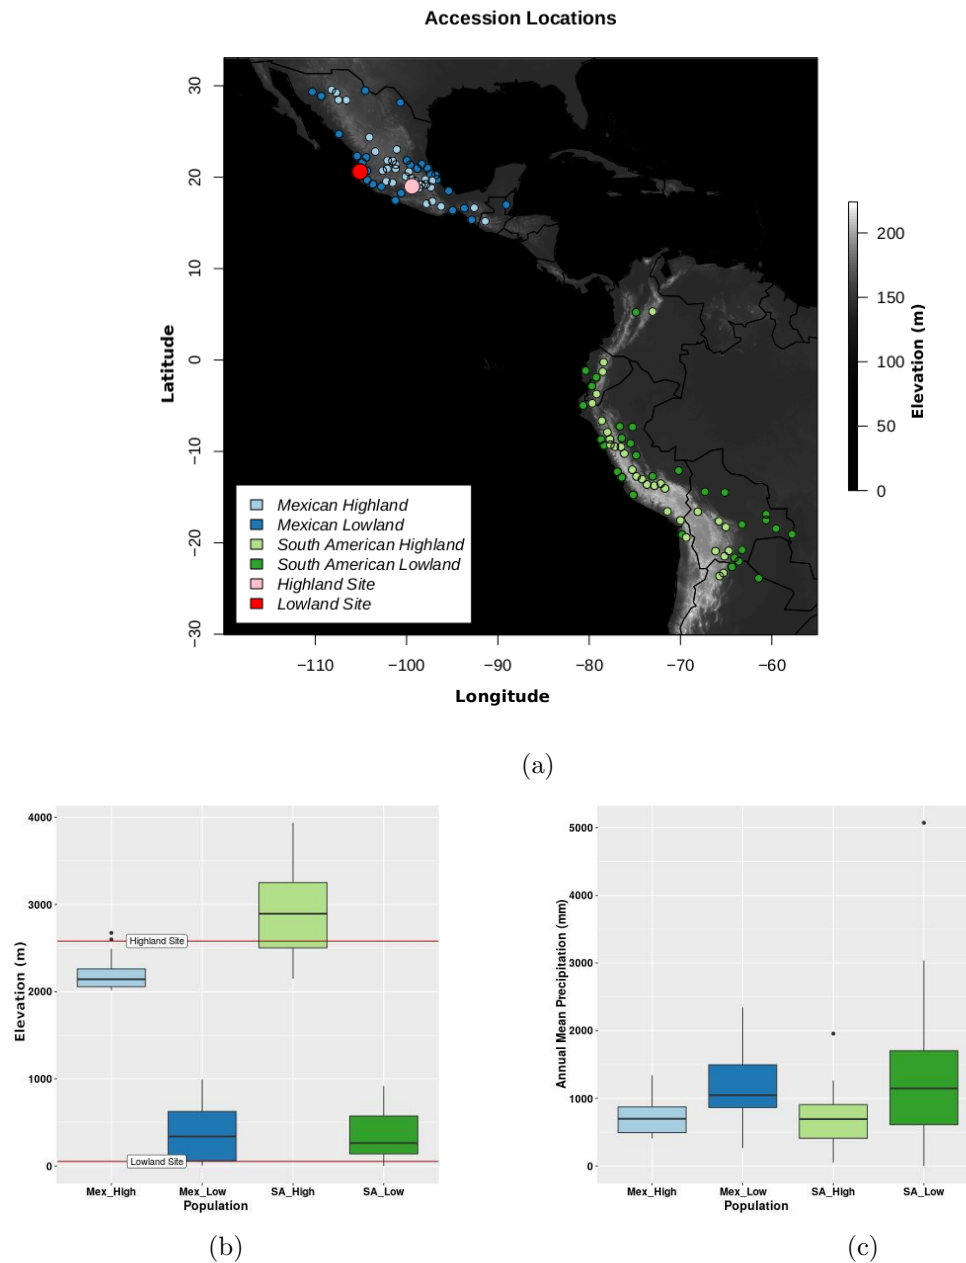 Accession Locations
30
20
10
0
−10
−20
−30
Latitude
−110
−100
−90
−80
−70
−60
Longitude
Mexican Highland
Mexican Lowland
South American Highland
South American Lowland
Highland Site
Lowland Site
200
150
100
50
0
Elevation (m)
(a)
4000
3000
2000
1000
0
Elevation (m)
Highland Site
Lowland Site
Mex_High
Mex_Low
SA_High
SA_Low
Population
(b)
5000
4000
3000
2000
1000
0
Annual Mean Precipitation (mm)
Mex_High
Mex_Low
SA_High
SA_Low
Population
(c)